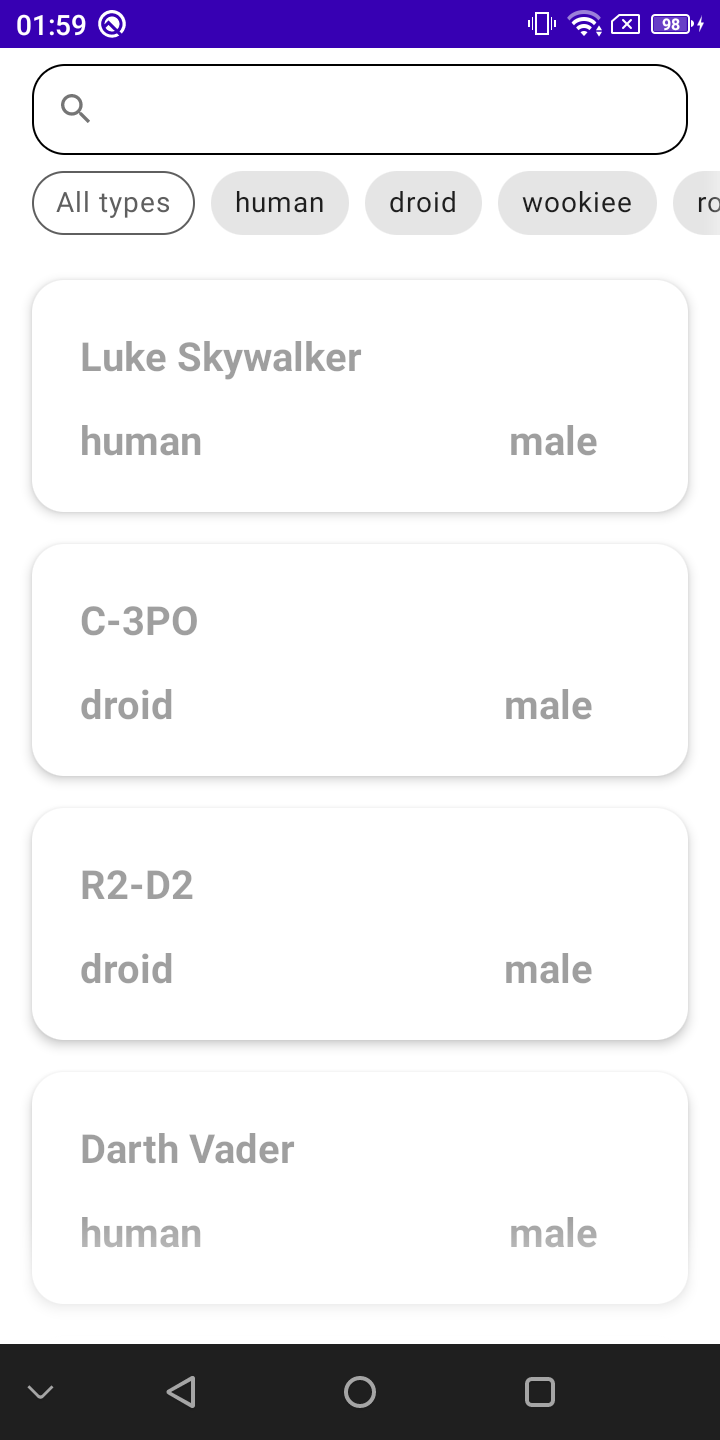 01:59 98
All types human droid wookiee ro
Luke Skywalker
human male
C-3PO
droid male
R2-D2
droid male
Darth Vader
human male